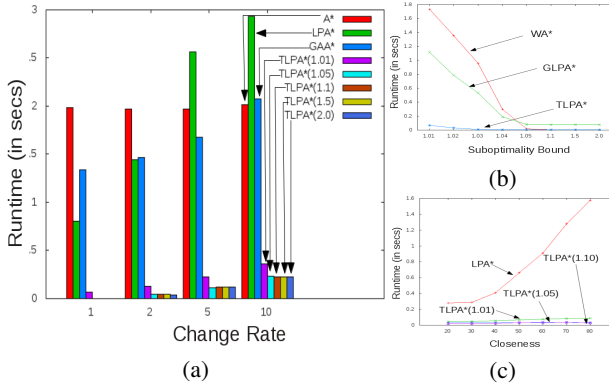 3
,5
2
,5
1
,5
0
Runtime (in secs)
A*
LPA*
GAA*
TLPA*(1.01)
TLPA*(1.05)
TLPA*(1.1)
TLPA*(1.5)
TLPA*(2.0)
1 2 5 10
Change Rate
(a)
1.8
1.6
1.4
1.2
1
0.8
0.6
0.4
0.2
0
Runtime (in secs)
WA*
GLPA*
TLPA*
1.01 1.02 1.03 1.04 1.05 1.1 1.5 2.0
Suboptimality Bound
(b)
1.6
1.4
1.2
1
0.8
0.6
0.4
0.2
0
Runtime (in secs)
LPA*
TLPA*(1.10)
TLPA*(1.05)
TLPA*(1.01)
20 30 40 50 60 70 80
Closeness
(c)